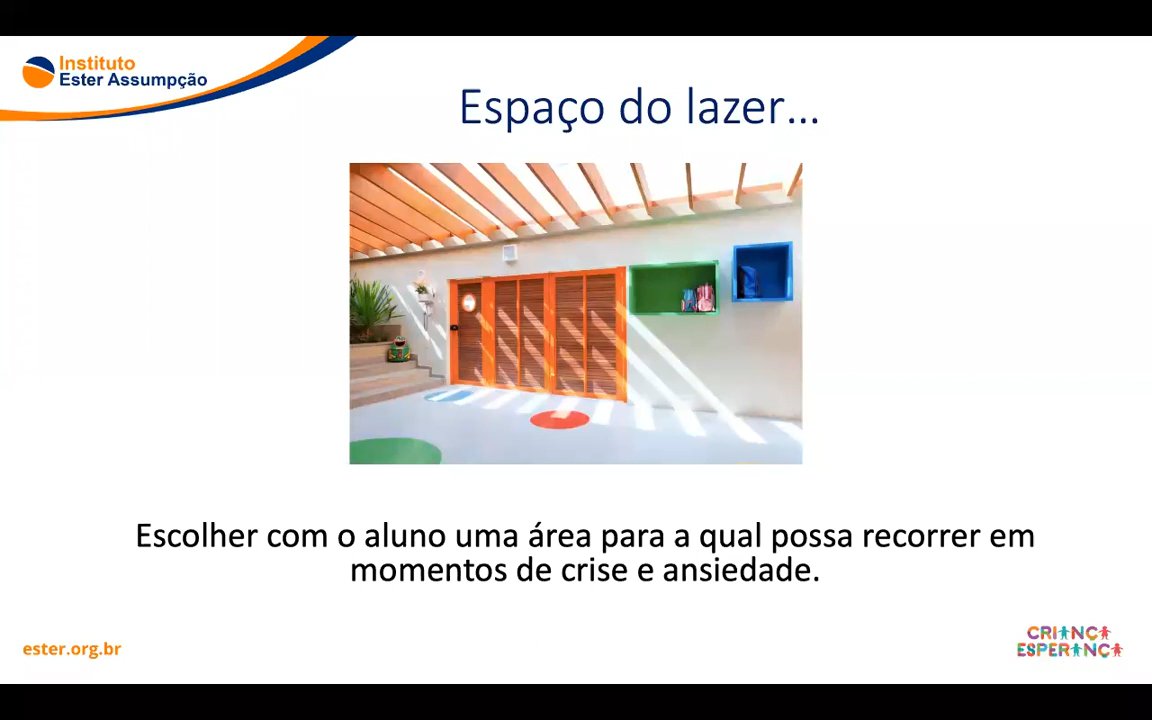 Instituto
Ester Assumpção
Espaço do lazer...
Escolher com o aluno uma área para a qual possa recorrer em
momentos de crise e ansiedade.
ester.org.br
CRIANÇA
ESPERANÇA